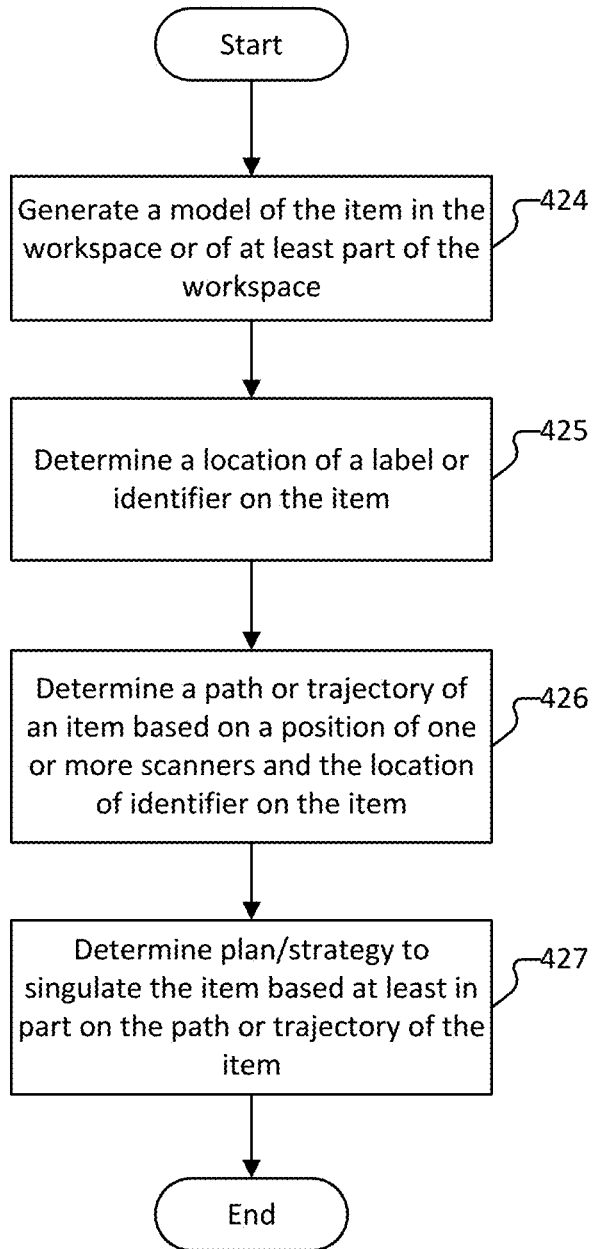 Start
Generate a model of the item in the
workspace or of at least part of the
workspace
424
Determine a location of a label or
identifier on the item
425
Determine a path or trajectory of
an item based on a position of one
or more scanners and the location
of identifier on the item
426
Determine plan/strategy to
singulate the item based at least in
part on the path or trajectory of the
item
427
End